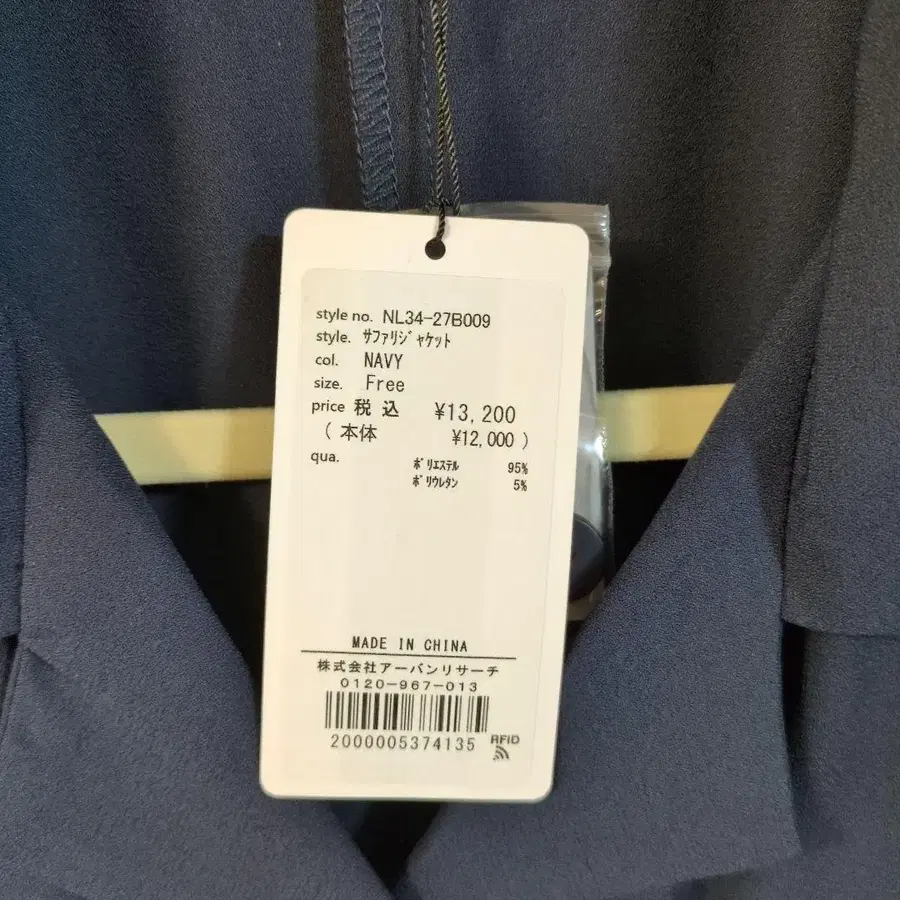 style no. NL34-27B009
style. ｻﾌｧﾘｼﾞｬｹｯﾄ
col. NAVY
size. Free
price 税込 ¥13,200
( 本体 ¥12,000 )
qua. ﾎﾟﾘｴｽﾃﾙ 95%
ﾎﾟﾘｳﾚﾀﾝ 5%
MADE IN CHINA
株式会社アーバンリサーチ
0120-967-013
2000005374135 RFID